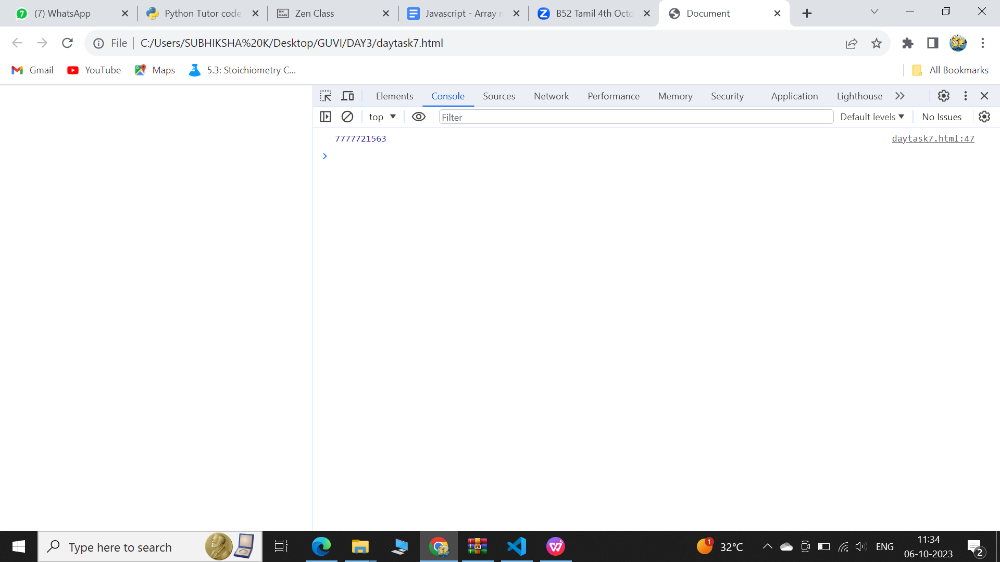 7 (7) WhatsApp
Python Tutor code
ZEN CLASS Zen Class
Javascript - Array m
Z B52 Tamil 4th Octo
Document
File C:/Users/SUBHIKSHA%20K/Desktop/GUVI/DAY3/daytask7.html
Gmail YouTube Maps 5.3: Stoichiometry C... All Bookmarks
Elements Console Sources Network Performance Memory Security Application Lighthouse
top Filter Default levels No Issues
7777721563 daytask7.html:47
Type here to search 1 32°C ENG 11:34
06-10-2023 2